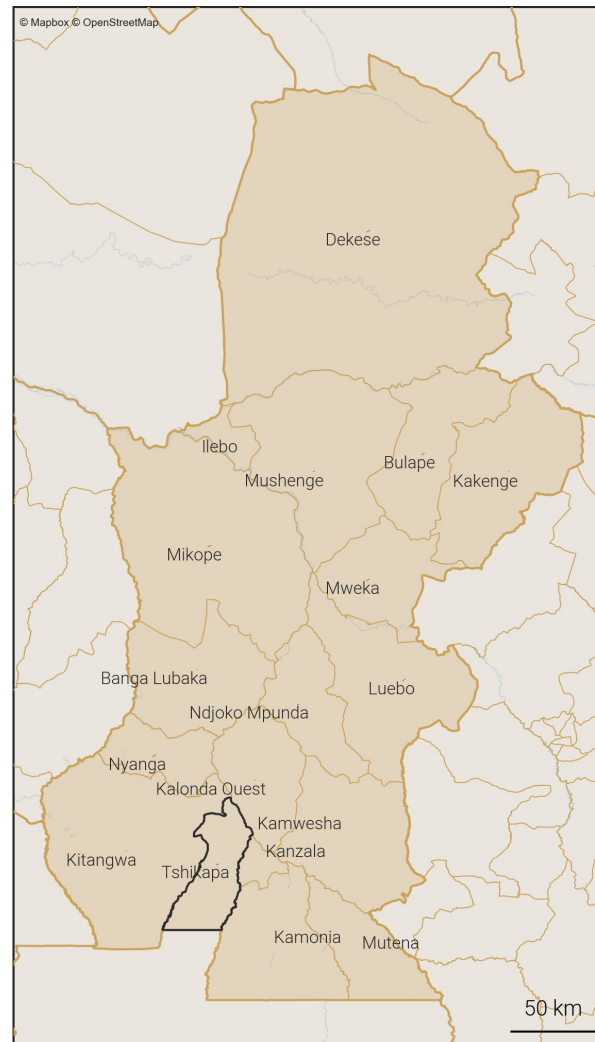 © Mapbox © OpenStreetMap
Dekese
Ilebo
Bulape
Mushenge
Kakenge
Mikope
Mweka
Banga Lubaka
Luebo
Ndjoko Mpunda
Nyanga
Kalonda Ouest
Kamwesha
Kanzala
Kitangwa
Tshikapa
Kamonia
Mutena
50 km